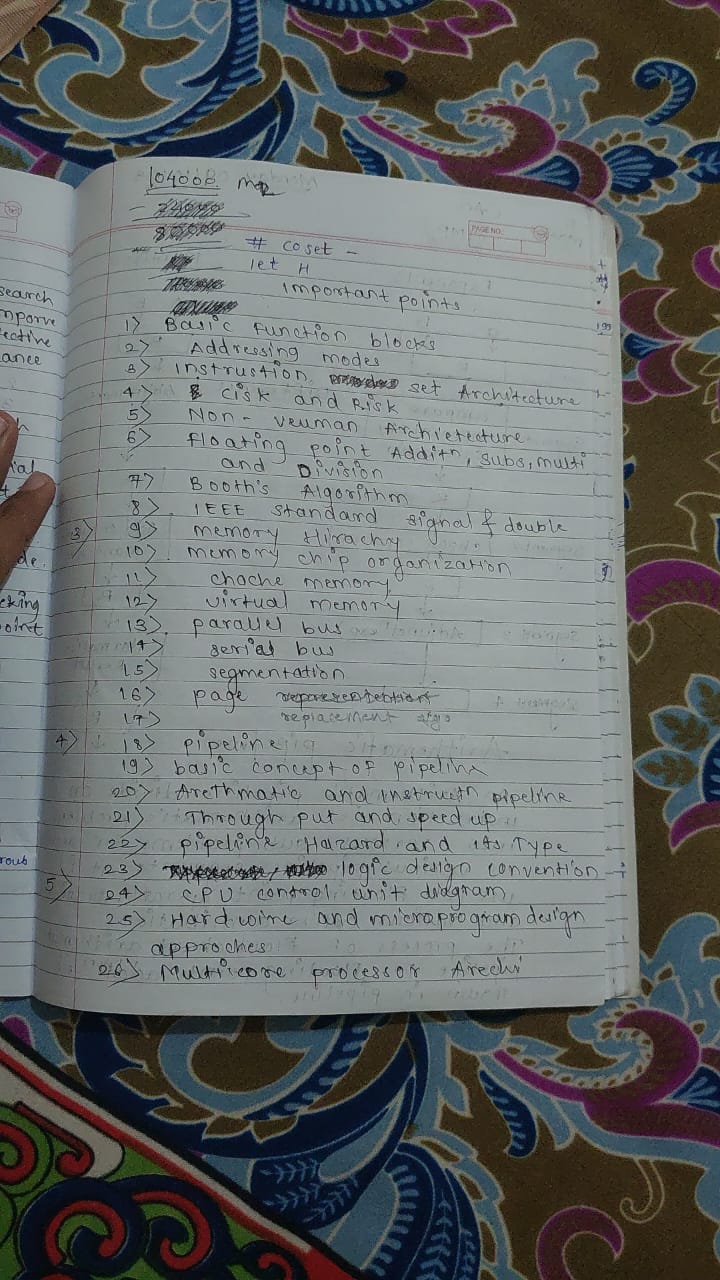 search
mporve
ective
ance
ial
de.
cking
point
roub
104000.
PAGE NO.
# coset -
let H
Important points
1> Basic Function blocks
2> Addressing modes
3> Instrustion set Architecture
4> cisk and Risk
5> Non - veuman Archietecture
6> Floating point Additn, subs, multi
and Division
7> Booth's Algorithm
8> IEEE standard signal & double
3> 9> memory Hirachy
10> memory chip organization
11> chache memory
12> virtual memory
13> parallel bus
14> serial bus
15> segmentation
16> page
17> replacement algo
4> 18> pipeline
19> basic concept of pipeline
20> Arethmatic and Instructn pipeline
21> Through put and speed up
22> pipeline Hazard and its Type
23> logic design convention
5> 24> CPU control unit diagram
25> Hardwire and microprogram design
approches
26> Multicore processor Arechi